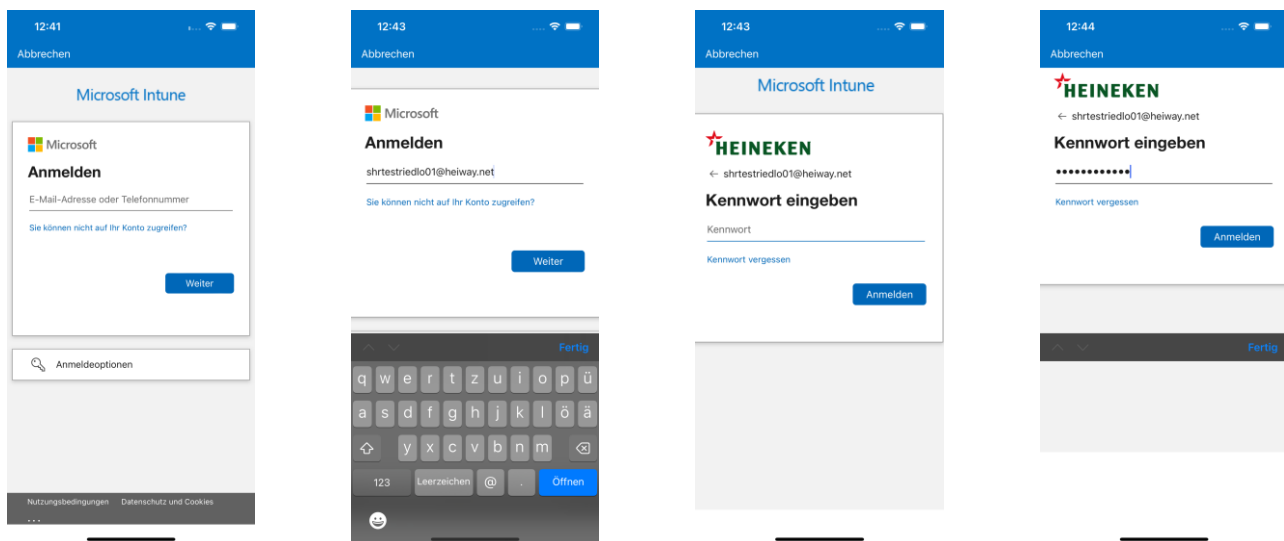 12:41
Abbrechen
Microsoft Intune
Microsoft
Anmelden
E-Mail-Adresse oder Telefonnummer
Sie können nicht auf Ihr Konto zugreifen?
Weiter
Anmeldeoptionen
Nutzungsbedingungen Datenschutz und Cookies
...
12:43
Abbrechen
Microsoft
Anmelden
shrtestriedlo01@heiway.net
Sie können nicht auf Ihr Konto zugreifen?
Weiter
Fertig
q w e r t z u i o p ü
a s d f g h j k l ö ä
y x c v b n m
123 Leerzeichen @ . Öffnen
12:43
Abbrechen
Microsoft Intune
HEINEKEN
← shrtestriedlo01@heiway.net
Kennwort eingeben
Kennwort
Kennwort vergessen
Anmelden
12:44
Abbrechen
HEINEKEN
← shrtestriedlo01@heiway.net
Kennwort eingeben
••••••••••••
Kennwort vergessen
Anmelden
Fertig